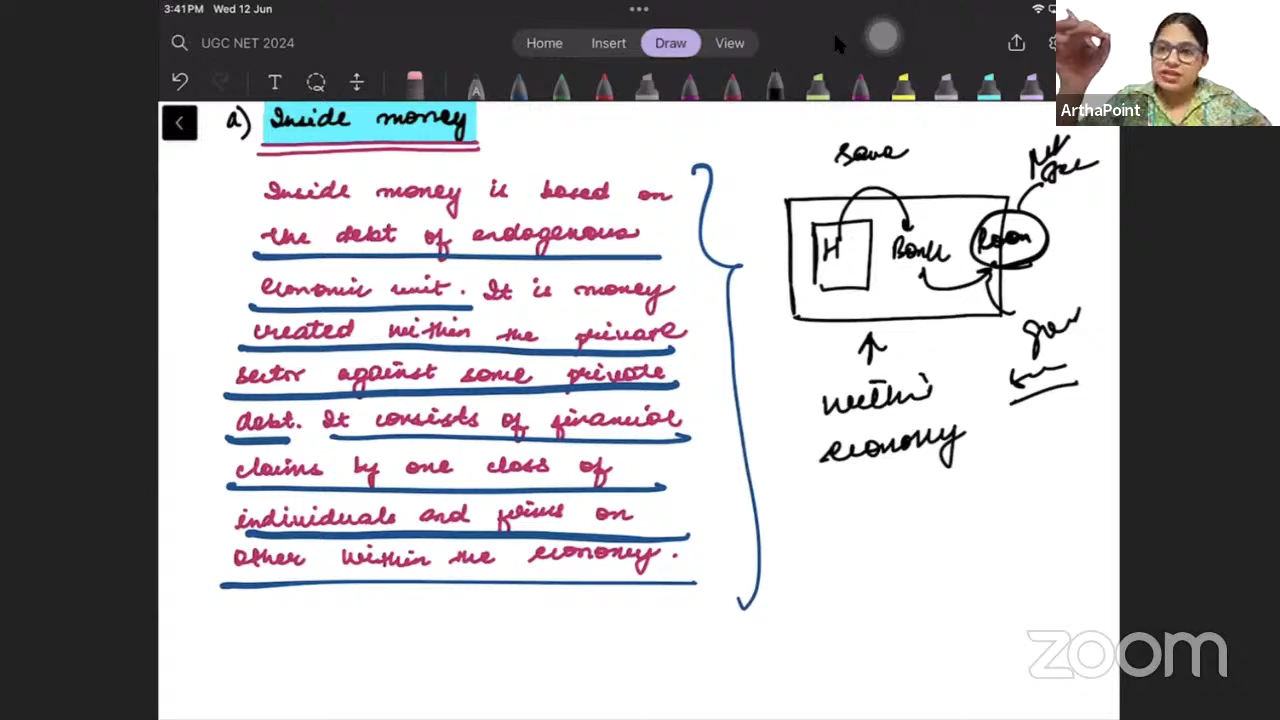 3:41PM Wed 12 Jun
UGC NET 2024
Home Insert Draw View
ArthaPoint
a) Inside money
Inside money is based on
the debt of endogenous
economic unit. It is money
created within the private
sector against some private
debt. It consists of financial
claims by one class of
individuals and firms on
other within the economy.
save
H Bank
within
economy
zoom